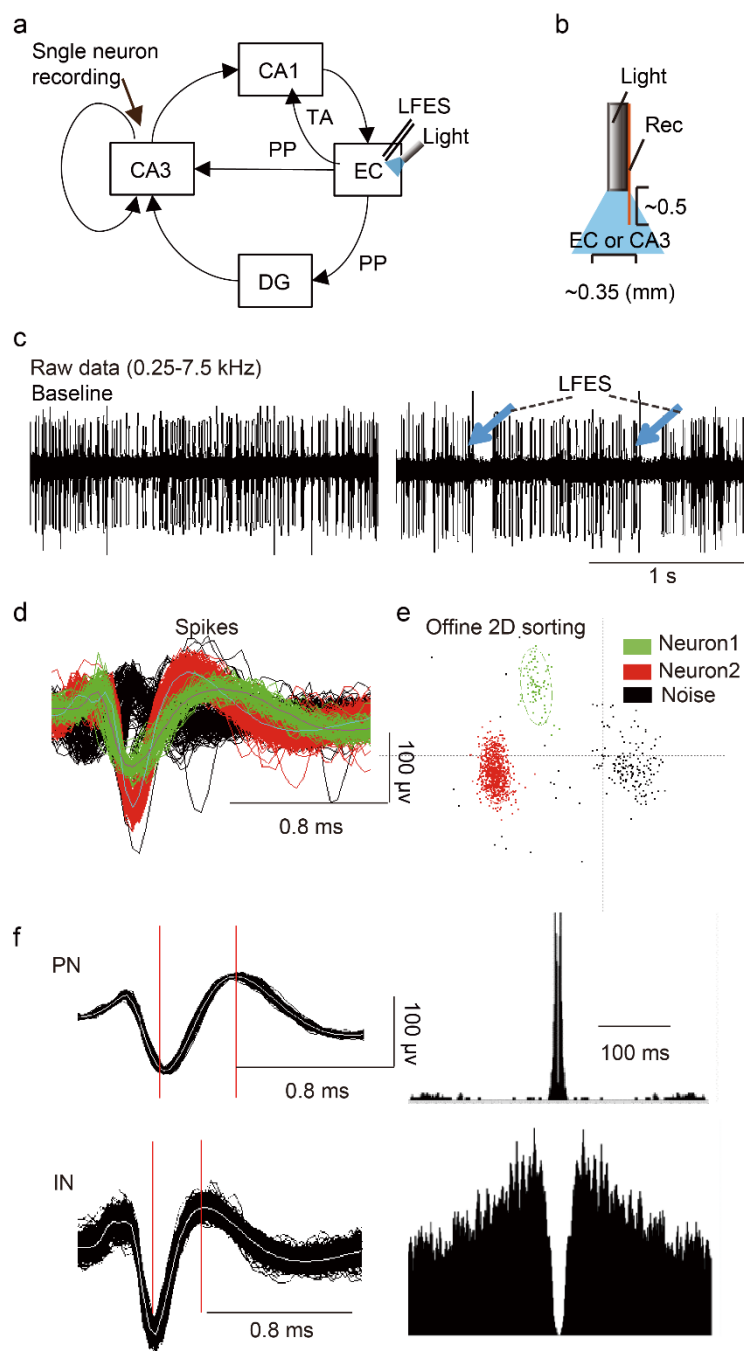 a
Sngle neuron
recording
CA1
TA
LFES
Light
PP
CA3
EC
PP
DG
b
Light
Rec
~0.5
EC or CA3
~0.35 (mm)
c
Raw data (0.25-7.5 kHz)
Baseline
LFES
1 s
d
Spikes
100 μv
0.8 ms
e
Offine 2D sorting
Neuron1
Neuron2
Noise
f
PN
100 μv
0.8 ms
100 ms
IN
0.8 ms